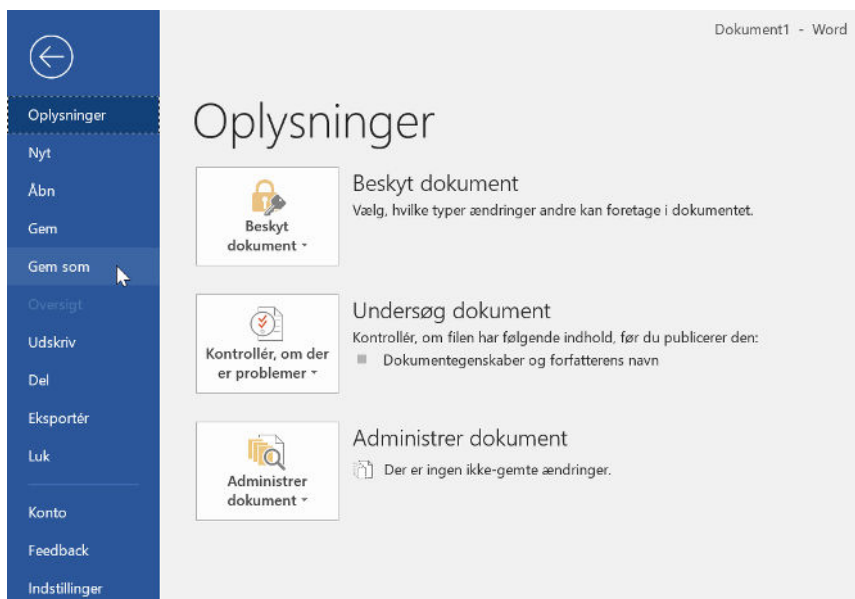 Dokument1 - Word
Oplysninger
Nyt
Åbn
Gem
Gem som
Oversigt
Udskriv
Del
Eksportér
Luk
Konto
Feedback
Indstillinger
Oplysninger
Beskyt
dokument
Beskyt dokument
Vælg, hvilke typer ændringer andre kan foretage i dokumentet.
Kontrollér, om der
er problemer
Undersøg dokument
Kontrollér, om filen har følgende indhold, før du publicerer den:
Dokumentegenskaber og forfatterens navn
Administrer
dokument
Administrer dokument
Der er ingen ikke-gemte ændringer.